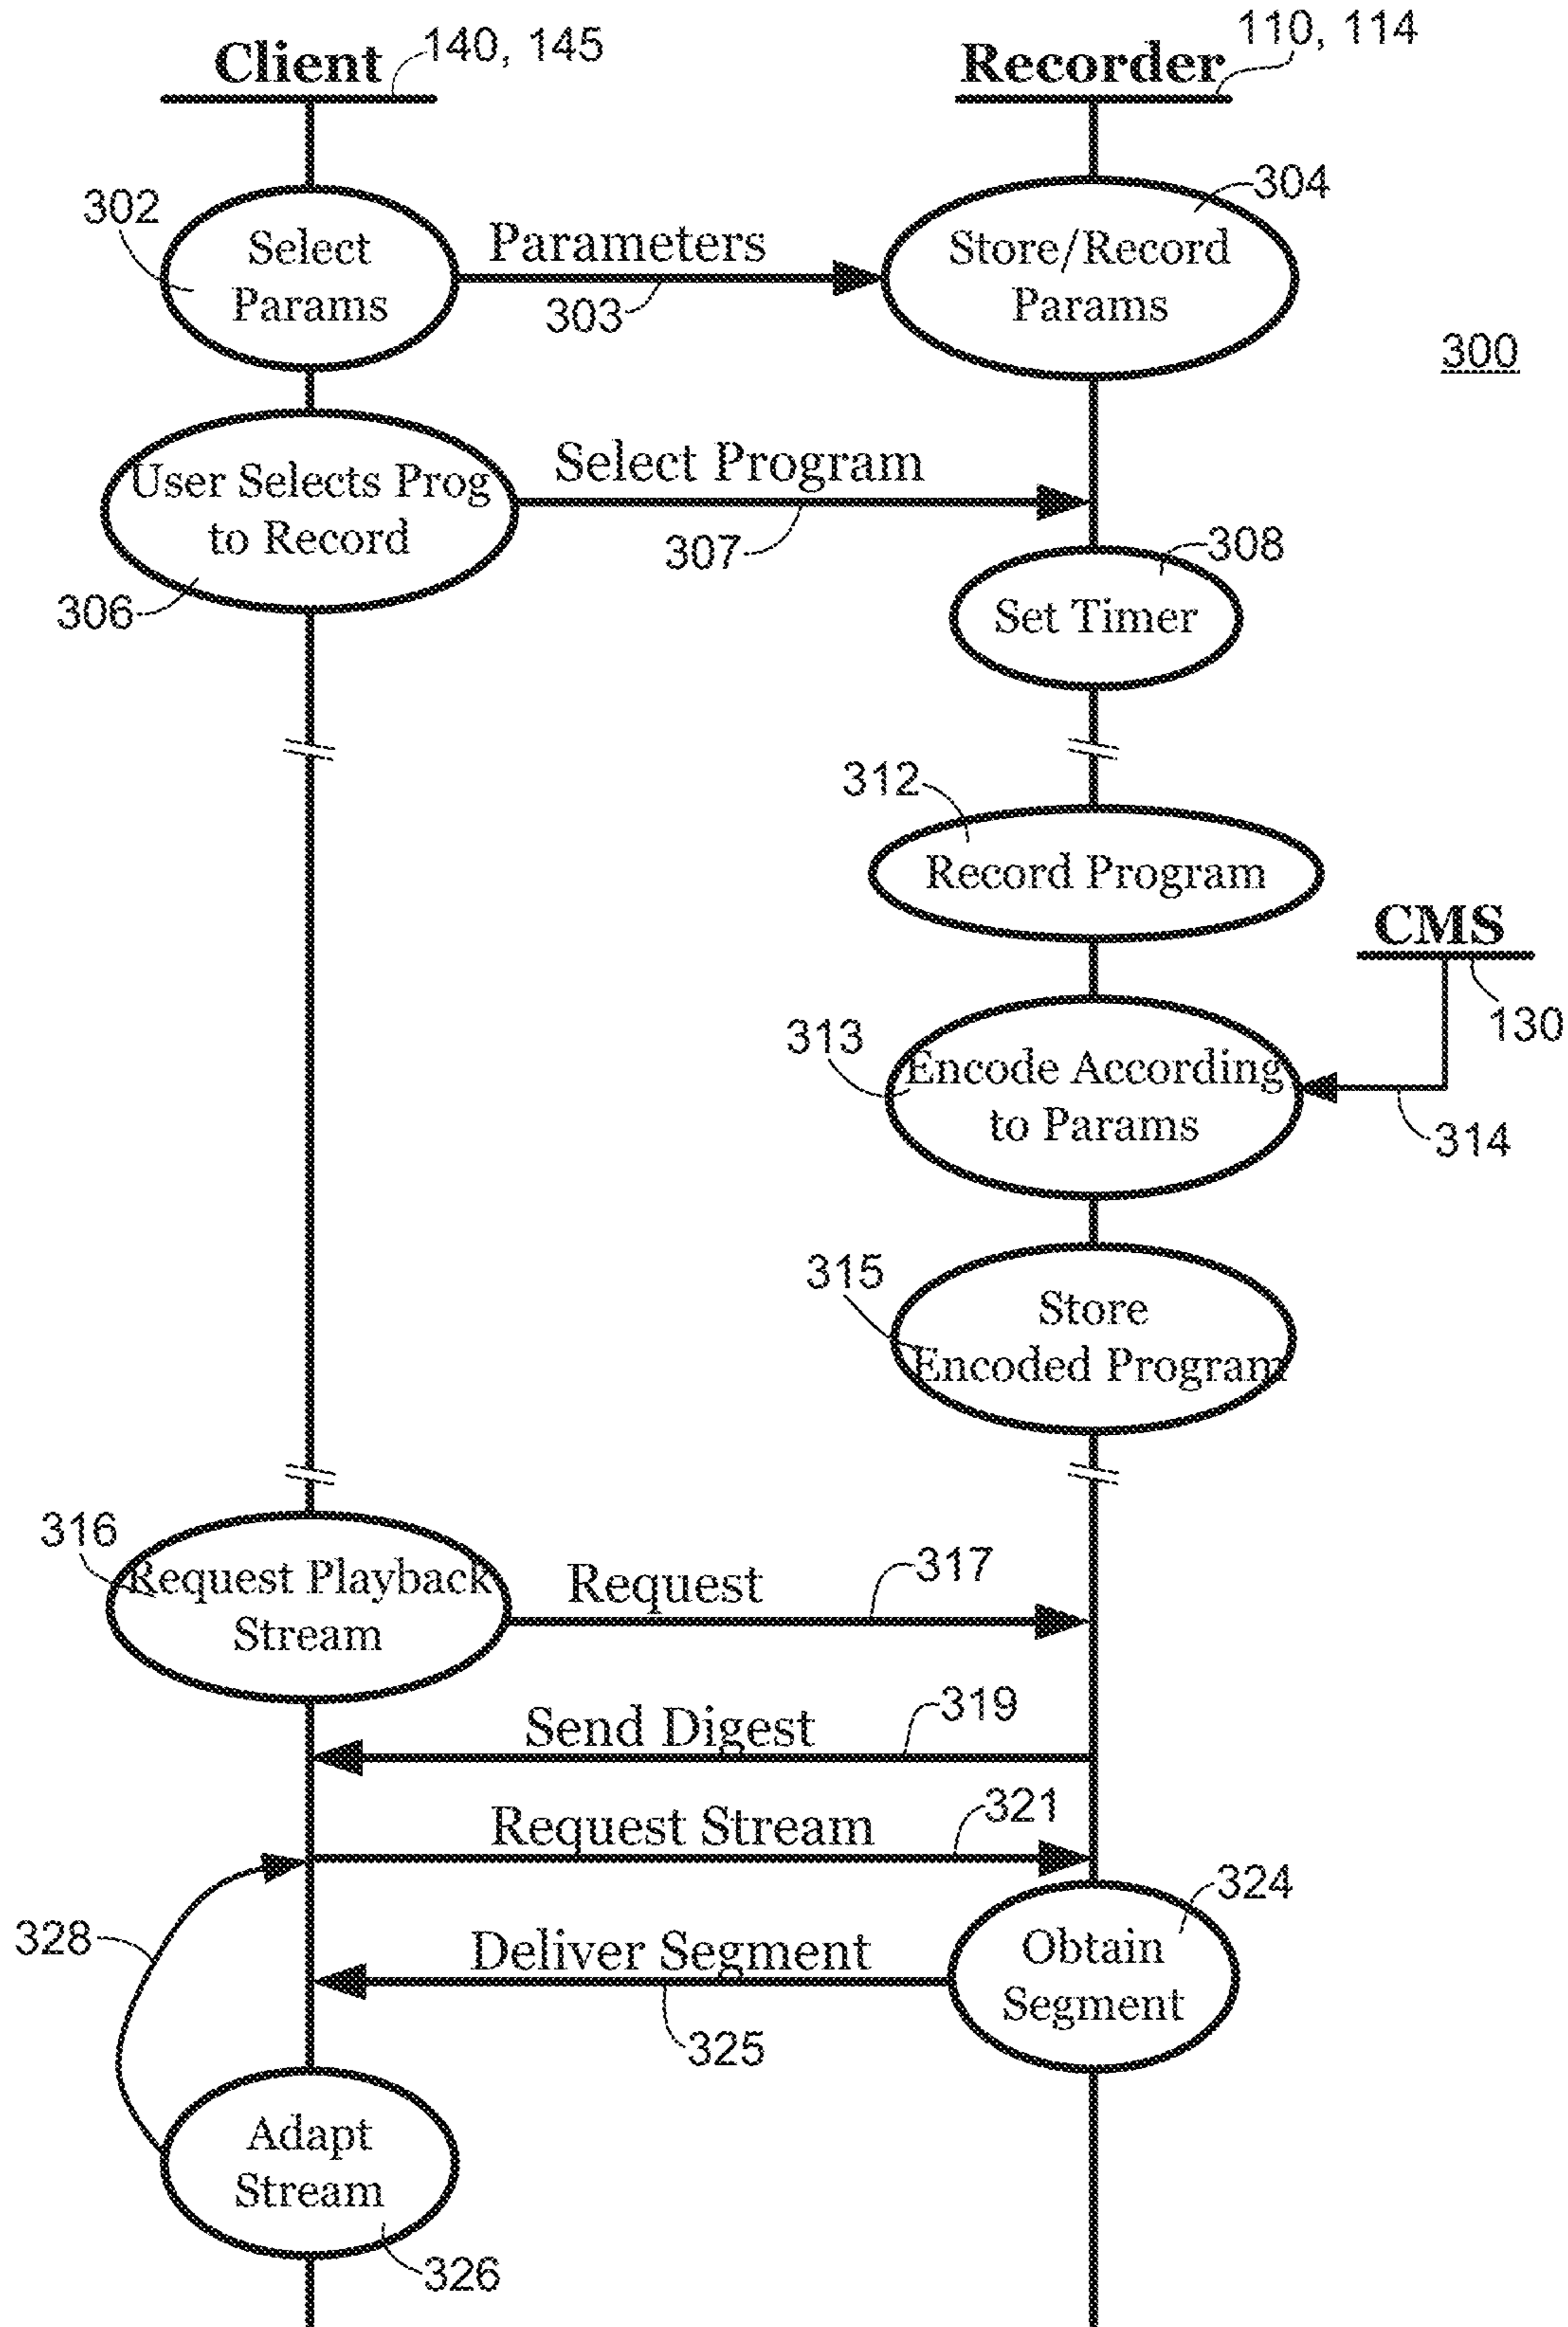 Client
140, 145
Recorder
110, 114
302
Select
Params
Parameters
303
304
Store/Record
Params
300
User Selects Prog
to Record
306
Select Program
307
308
Set Timer
312
Record Program
CMS
130
313
Encode According
to Params
314
315
Store
Encoded Program
316
Request Playback
Stream
Request
317
Send Digest
319
Request Stream
321
324
328
Deliver Segment
325
Obtain
Segment
Adapt
Stream
326